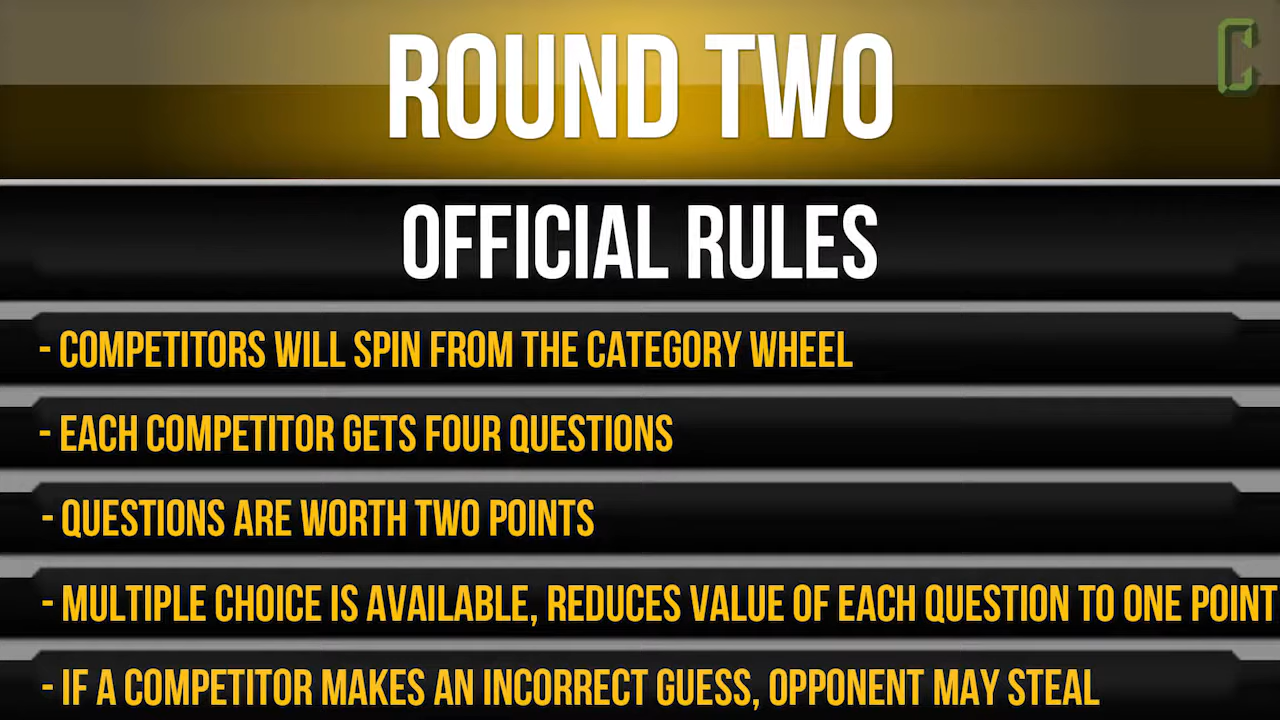 ROUND TWO
OFFICIAL RULES
- COMPETITORS WILL SPIN FROM THE CATEGORY WHEEL
- EACH COMPETITOR GETS FOUR QUESTIONS
- QUESTIONS ARE WORTH TWO POINTS
- MULTIPLE CHOICE IS AVAILABLE, REDUCES VALUE OF EACH QUESTION TO ONE POINT
- IF A COMPETITOR MAKES AN INCORRECT GUESS, OPPONENT MAY STEAL